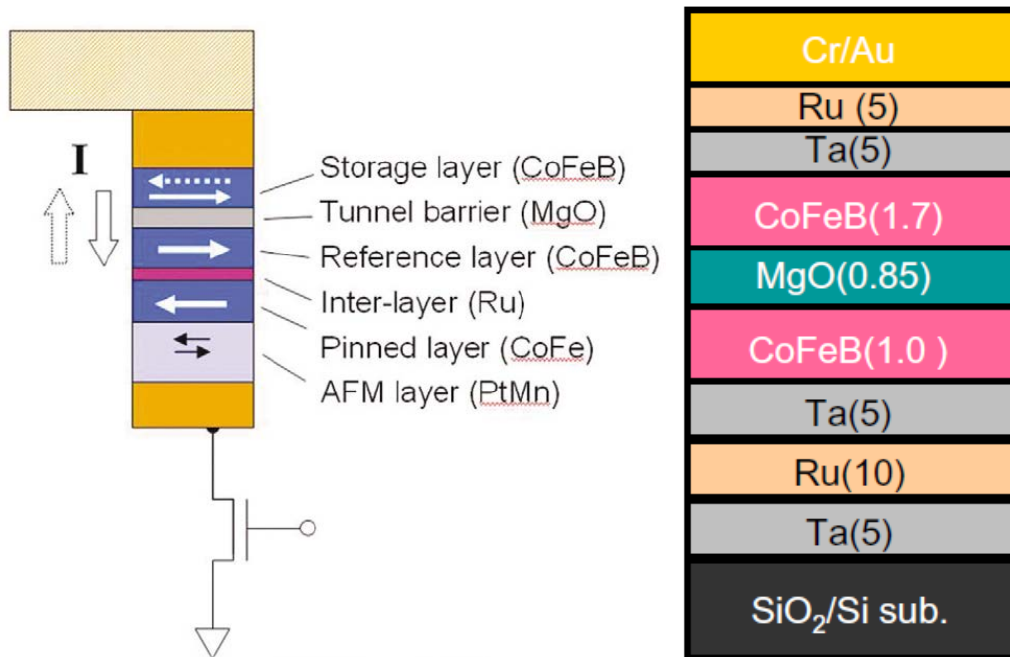 I
Storage layer (CoFeB)
Tunnel barrier (MgO)
Reference layer (CoFeB)
Inter-layer (Ru)
Pinned layer (CoFe)
AFM layer (PtMn)
Cr/Au
Ru (5)
Ta(5)
CoFeB(1.7)
MgO(0.85)
CoFeB(1.0 )
Ta(5)
Ru(10)
Ta(5)
SiO₂/Si sub.